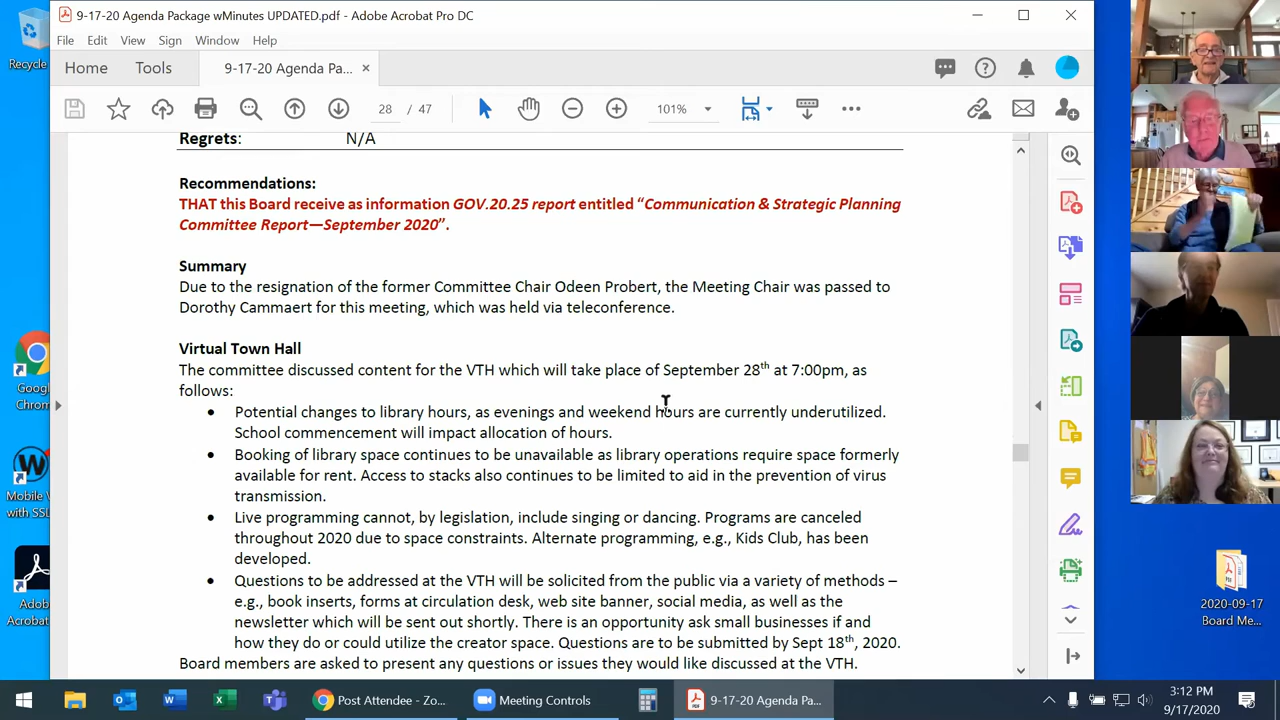 9-17-20 Agenda Package wMinutes UPDATED.pdf - Adobe Acrobat Pro DC
File Edit View Sign Window Help
Home Tools 9-17-20 Agenda Pa... ×
28 / 47 101%
Regrets: N/A
Recommendations:
THAT this Board receive as information GOV.20.25 report entitled “Communication & Strategic Planning
Committee Report—September 2020”.
Summary
Due to the resignation of the former Committee Chair Odeen Probert, the Meeting Chair was passed to
Dorothy Cammaert for this meeting, which was held via teleconference.
Virtual Town Hall
The committee discussed content for the VTH which will take place of September 28th at 7:00pm, as
follows:
• Potential changes to library hours, as evenings and weekend hours are currently underutilized.
School commencement will impact allocation of hours.
• Booking of library space continues to be unavailable as library operations require space formerly
available for rent. Access to stacks also continues to be limited to aid in the prevention of virus
transmission.
• Live programming cannot, by legislation, include singing or dancing. Programs are canceled
throughout 2020 due to space constraints. Alternate programming, e.g., Kids Club, has been
developed.
• Questions to be addressed at the VTH will be solicited from the public via a variety of methods –
e.g., book inserts, forms at circulation desk, web site banner, social media, as well as the
newsletter which will be sent out shortly. There is an opportunity ask small businesses if and
how they do or could utilize the creator space. Questions are to be submitted by Sept 18th, 2020.
Board members are asked to present any questions or issues they would like discussed at the VTH.
Recycle
Google
Chrom
Mobile V
with SSL
Adob
Acrobat
2020-09-17
Board Me...
Post Attendee - Zo...
Meeting Controls
9-17-20 Agenda Pa...
3:12 PM
9/17/2020